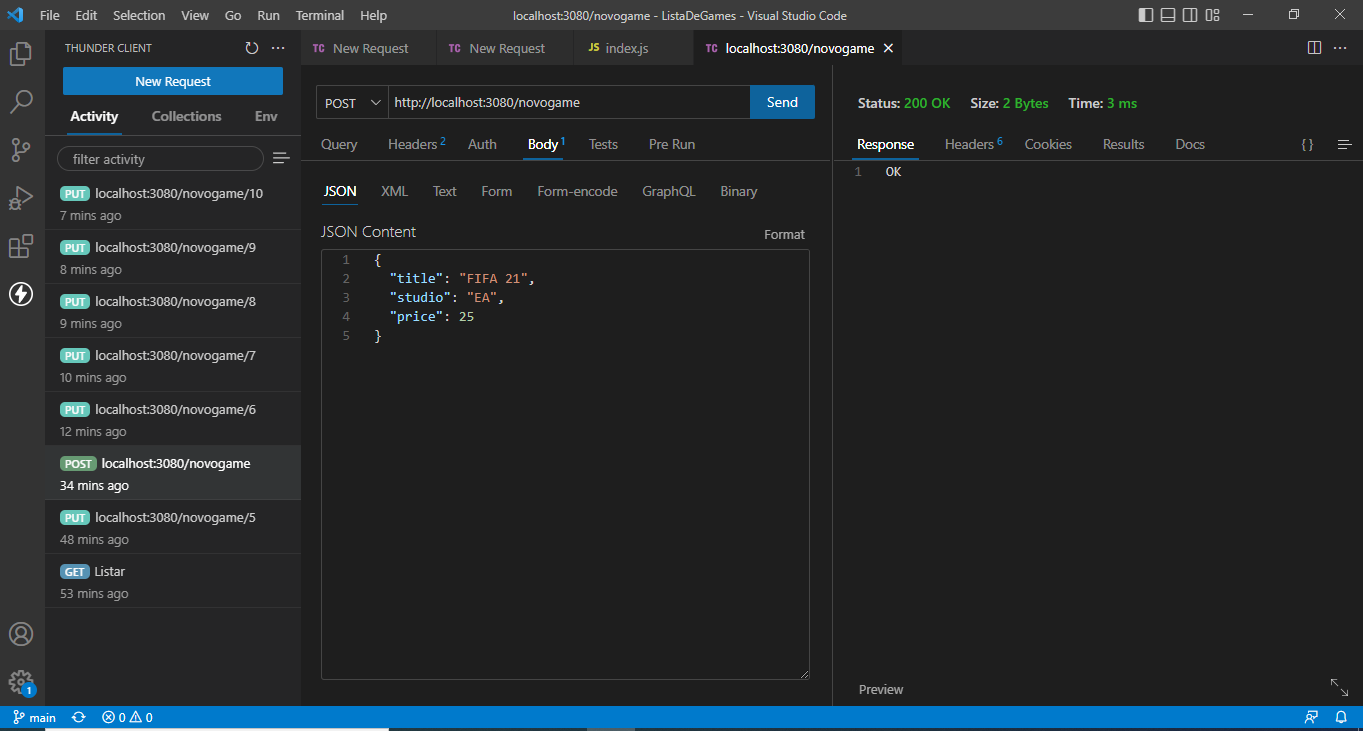 File Edit Selection View Go Run Terminal Help
localhost:3080/novogame - ListaDeGames - Visual Studio Code
THUNDER CLIENT
New Request
Activity Collections Env
filter activity
PUT localhost:3080/novogame/10
7 mins ago
PUT localhost:3080/novogame/9
8 mins ago
PUT localhost:3080/novogame/8
9 mins ago
PUT localhost:3080/novogame/7
10 mins ago
PUT localhost:3080/novogame/6
12 mins ago
POST localhost:3080/novogame
34 mins ago
PUT localhost:3080/novogame/5
48 mins ago
GET Listar
53 mins ago
TC New Request TC New Request JS index.js TC localhost:3080/novogame
POST http://localhost:3080/novogame Send
Query Headers 2 Auth Body 1 Tests Pre Run
JSON XML Text Form Form-encode GraphQL Binary
JSON Content
Format
1 {
2 "title": "FIFA 21",
3 "studio": "EA",
4 "price": 25
5 }
Status: 200 OK Size: 2 Bytes Time: 3 ms
Response Headers 6 Cookies Results Docs { }
1 OK
Preview
1
main 0 0